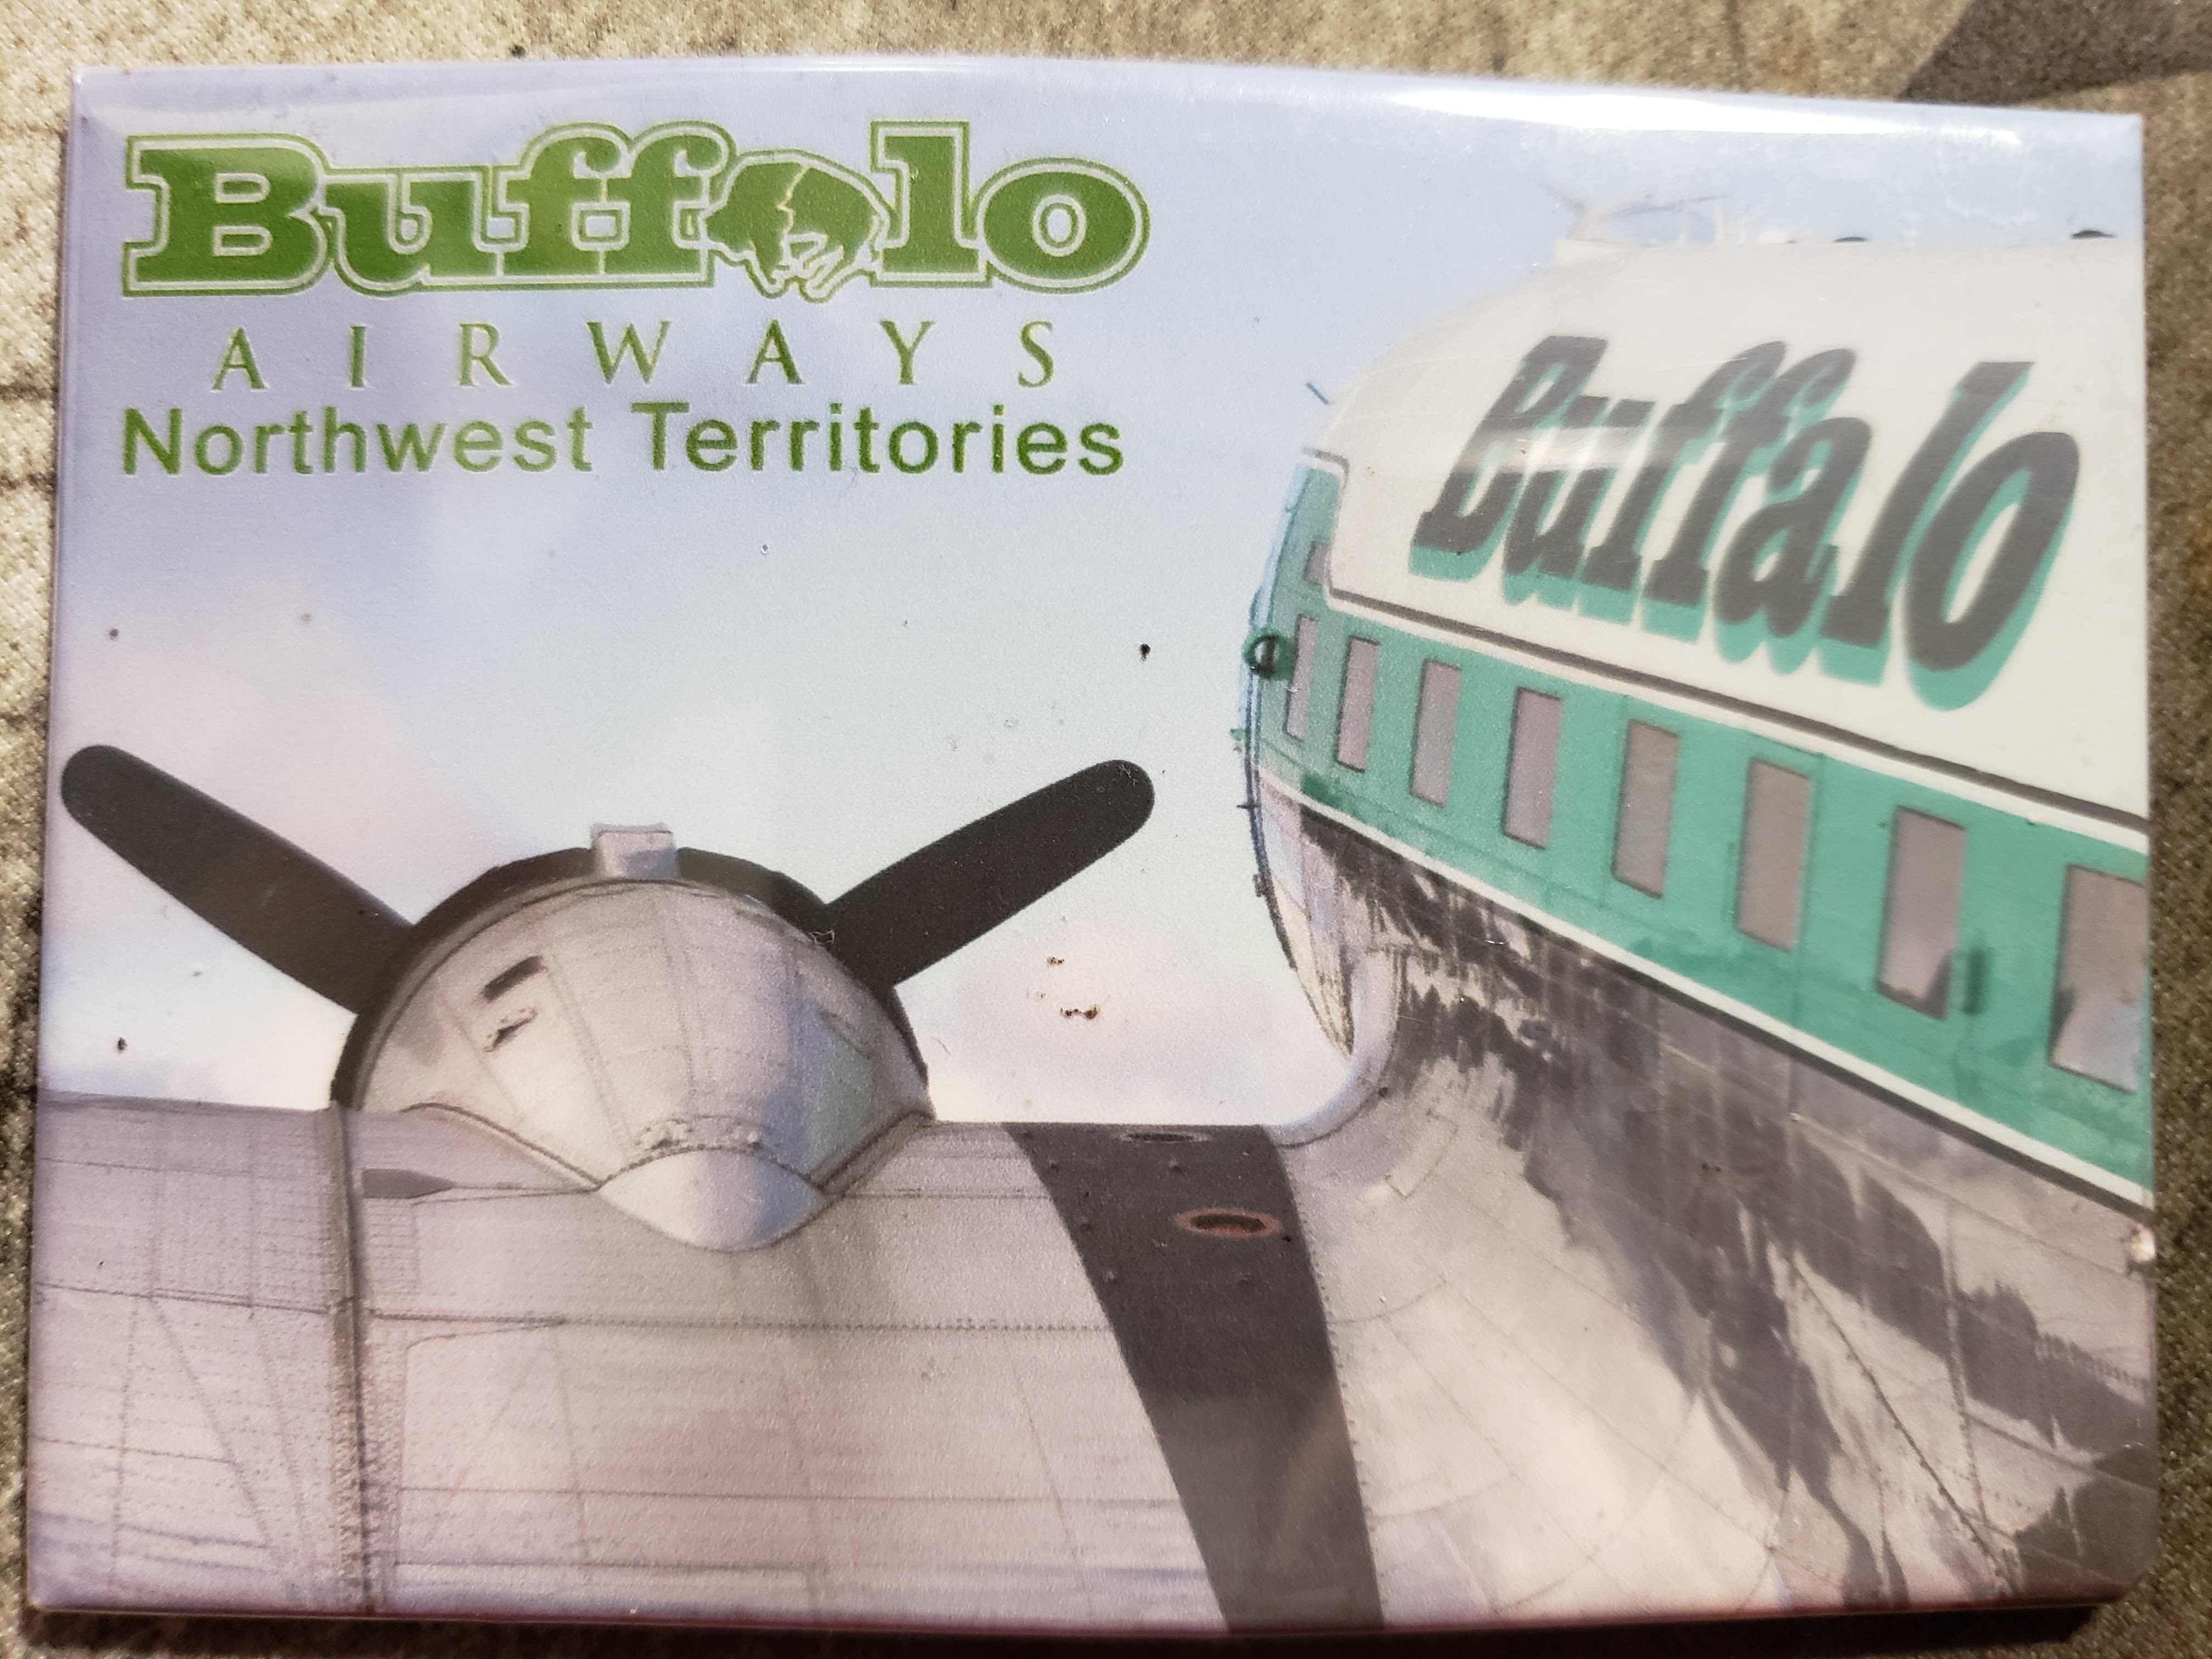 Buffalo
AIRWAYS
Northwest Territories
Buffalo